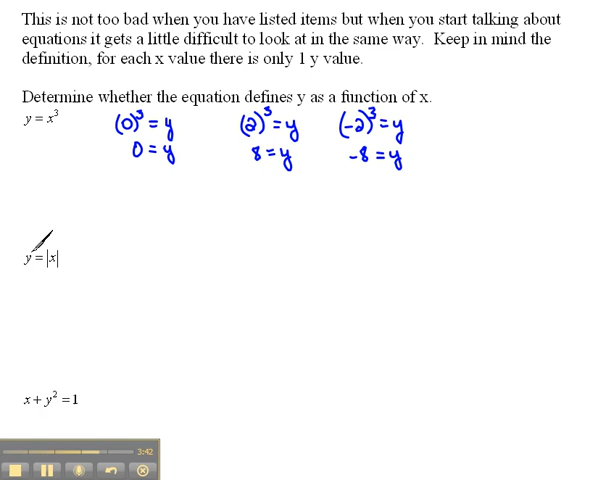 This is not too bad when you have listed items but when you start talking about
equations it gets a little difficult to look at in the same way. Keep in mind the
definition, for each x value there is only 1 y value.
Determine whether the equation defines y as a function of x.
y = x³ (0)³ = y (2)³ = y (-2)³ = y
0 = y 8 = y -8 = y
y = |x|
x + y² = 1
3:42